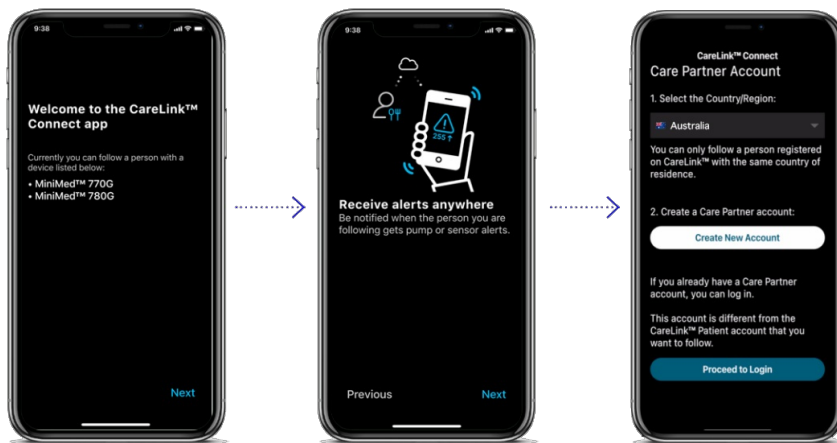 9:38
Welcome to the CareLink™
Connect app
Currently you can follow a person with a
device listed below:
• MiniMed™ 770G
• MiniMed™ 780G
Next
9:38
255 ↑
Receive alerts anywhere
Be notified when the person you are
following gets pump or sensor alerts.
Previous
Next
CareLink™ Connect
Care Partner Account
1. Select the Country/Region:
Australia
You can only follow a person registered
on CareLink™ with the same country of
residence.
2. Create a Care Partner account:
Create New Account
If you already have a Care Partner
account, you can log in.
This account is different from the
CareLink™ Patient account that you
want to follow.
Proceed to Login